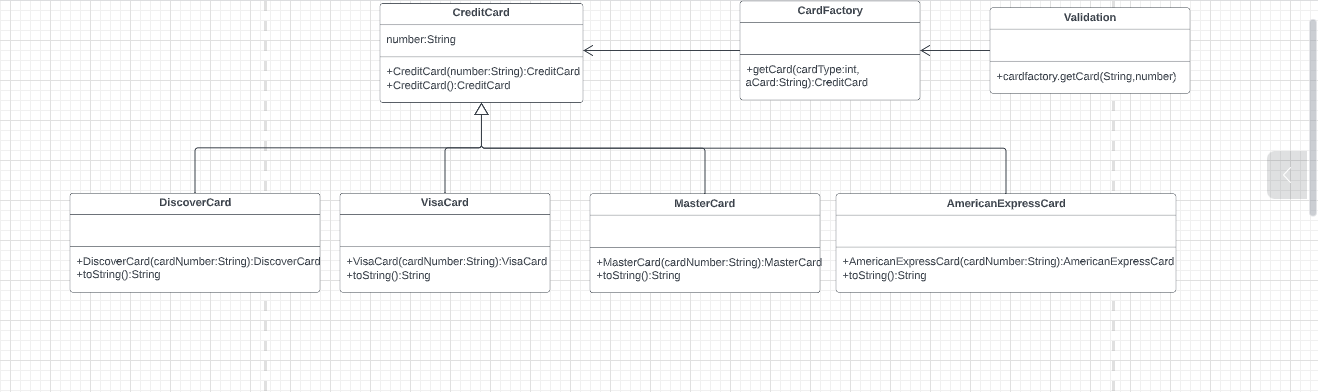 CreditCard
number:String
+CreditCard(number:String):CreditCard
+CreditCard():CreditCard
CardFactory
+getCard(cardType:int,
aCard:String):CreditCard
Validation
+cardfactory.getCard(String,number)
DiscoverCard
+DiscoverCard(cardNumber:String):DiscoverCard
+toString():String
VisaCard
+VisaCard(cardNumber:String):VisaCard
+toString():String
MasterCard
+MasterCard(cardNumber:String):MasterCard
+toString():String
AmericanExpressCard
+AmericanExpressCard(cardNumber:String):AmericanExpressCard
+toString():String